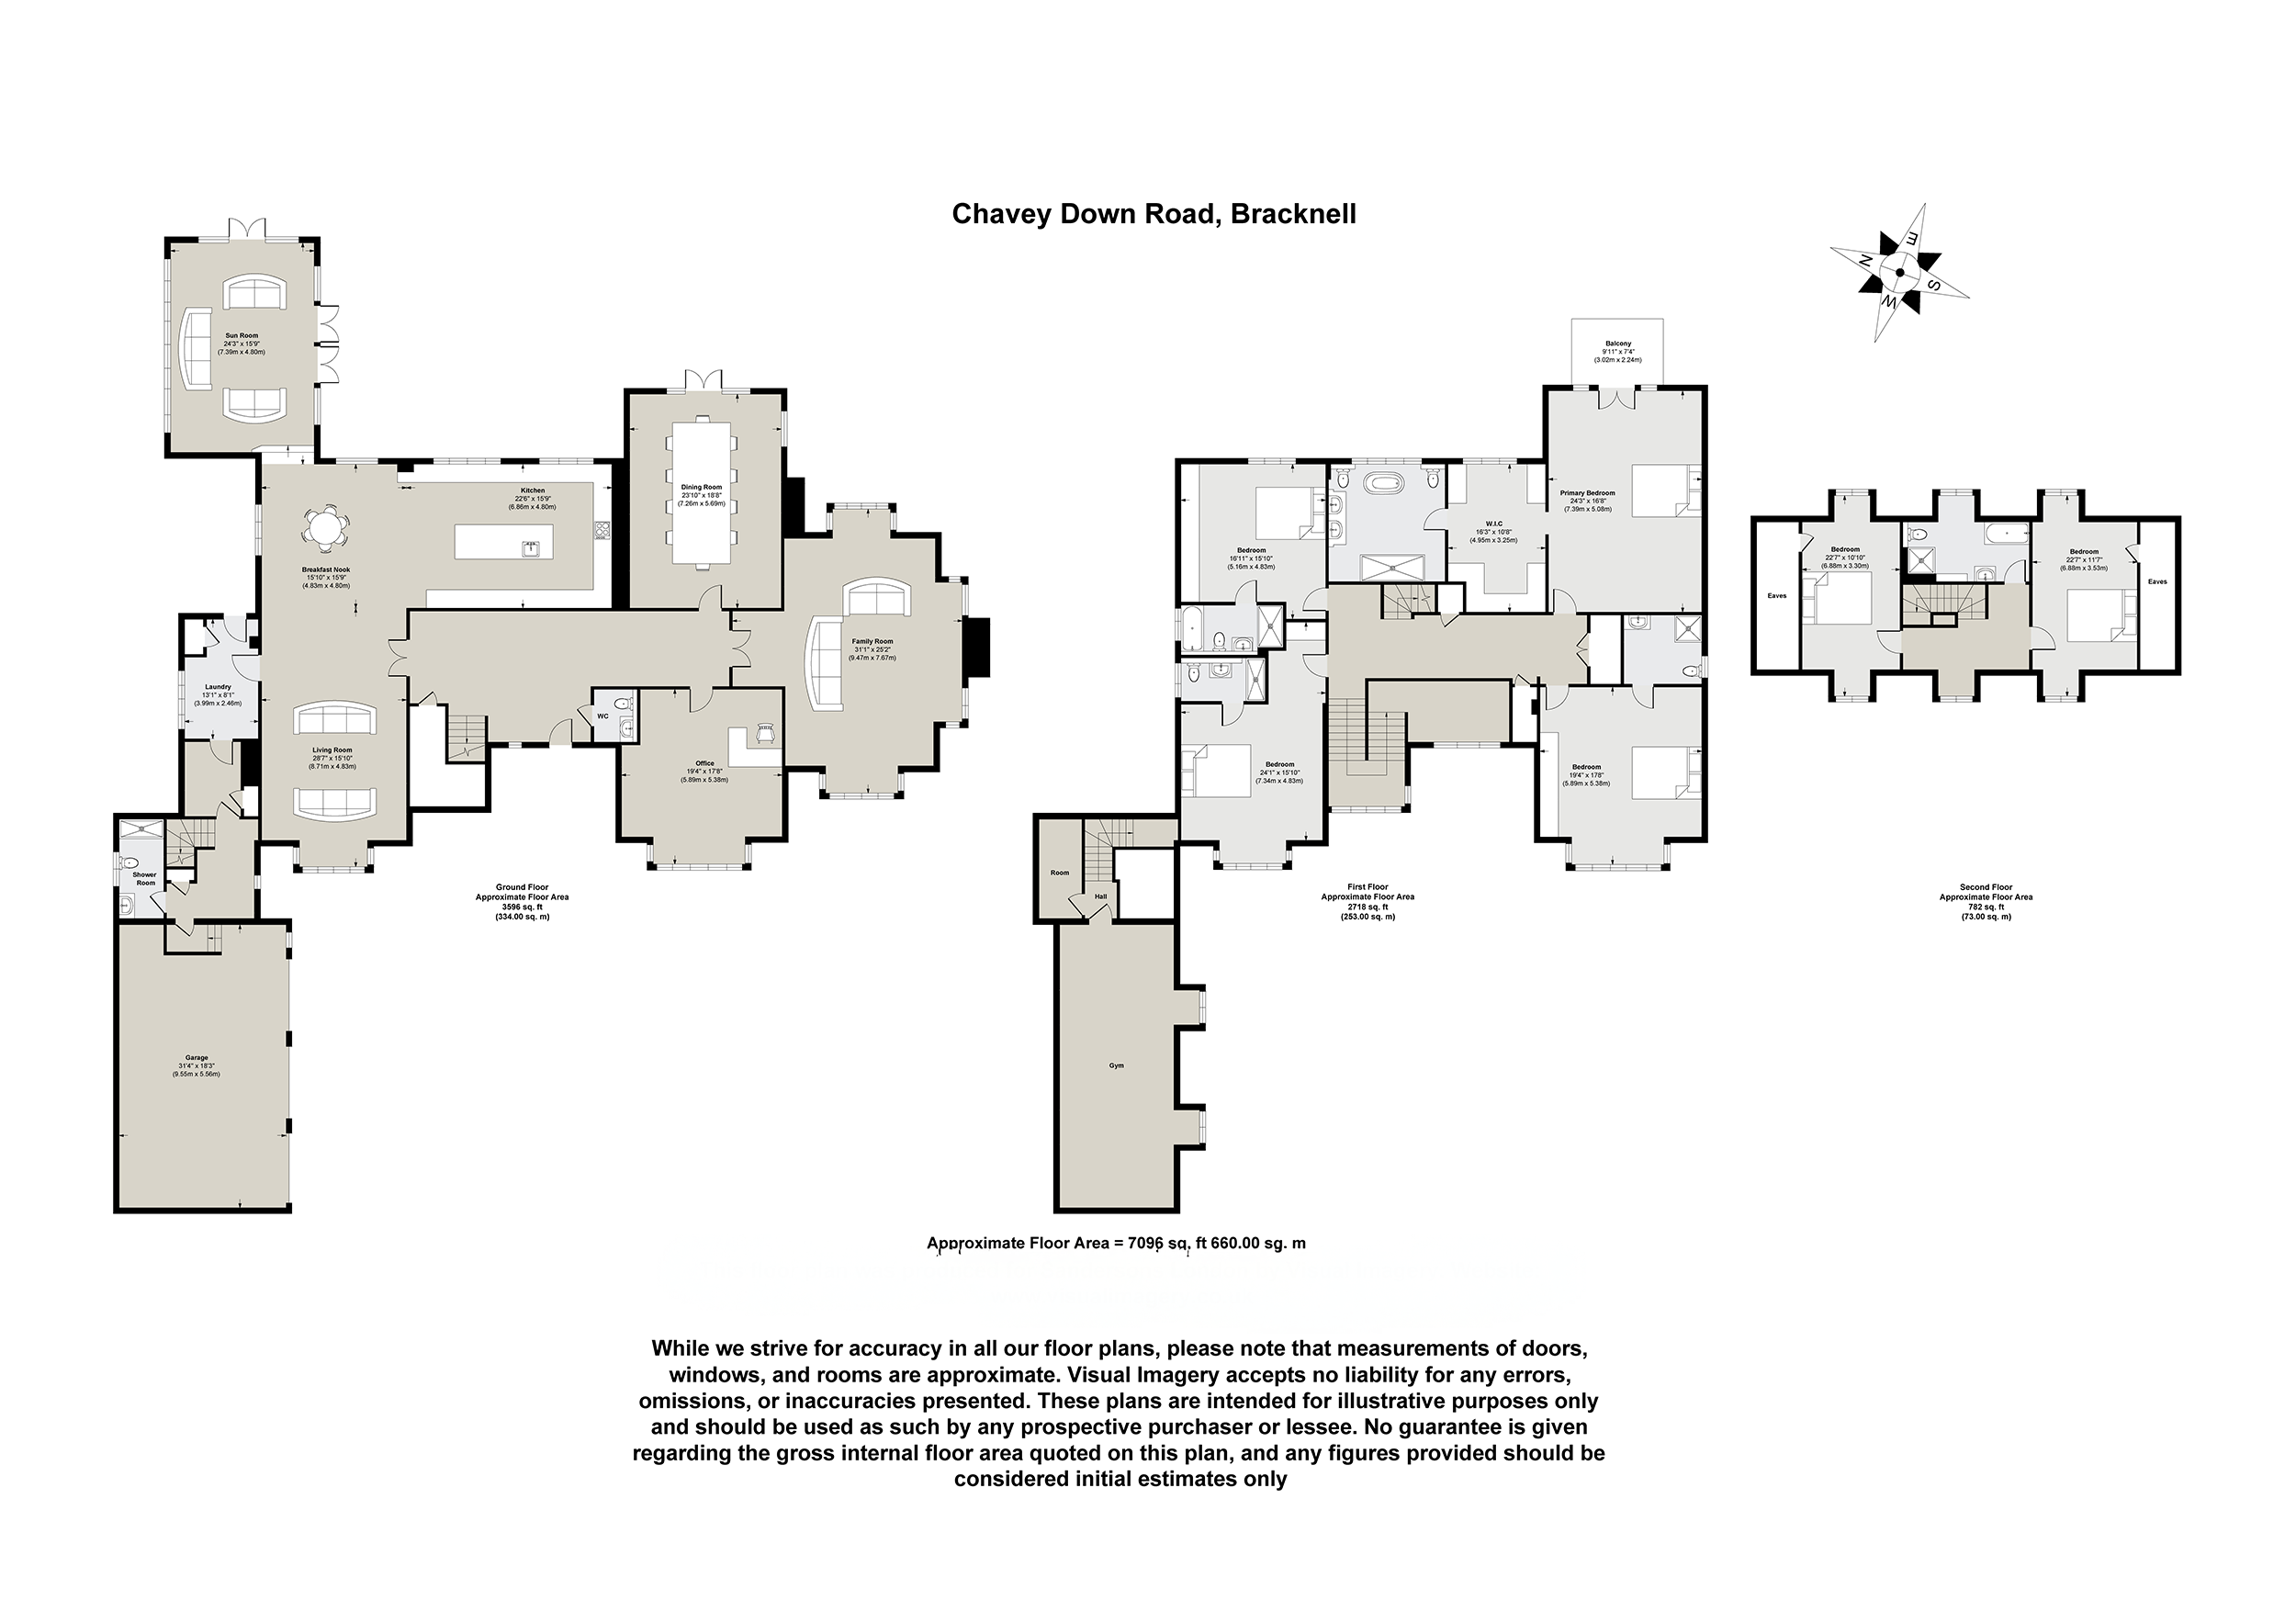 Chavey Down Road, Bracknell
E
N
S
W
Sun Room
24'3" x 15'9"
(7.39m x 4.80m)
Kitchen
22'6" x 15'9"
(6.86m x 4.80m)
Breakfast Nook
15'10" x 15'9"
(4.83m x 4.80m)
Dining Room
23'10" x 18'8"
(7.26m x 5.69m)
Family Room
31'1" x 25'2"
(9.47m x 7.67m)
Laundry
13'1" x 8'1"
(3.99m x 2.46m)
WC
Living Room
28'7" x 15'10"
(8.71m x 4.83m)
Office
19'4" x 17'8"
(5.89m x 5.38m)
Shower
Room
Garage
31'4" x 18'3"
(9.55m x 5.56m)
Ground Floor
Approximate Floor Area
3596 sq. ft
(334.00 sq. m)
Balcony
9'11" x 7'4"
(3.02m x 2.24m)
Primary Bedroom
24'3" x 16'8"
(7.39m x 5.08m)
W.I.C
16'3" x 10'8"
(4.95m x 3.25m)
Bedroom
16'11" x 15'10"
(5.16m x 4.83m)
Bedroom
24'1" x 15'10"
(7.34m x 4.83m)
Bedroom
19'4" x 17'8"
(5.89m x 5.38m)
Room
Hall
Gym
First Floor
Approximate Floor Area
2718 sq. ft
(253.00 sq. m)
Eaves
Bedroom
22'7" x 10'10"
(6.88m x 3.30m)
Bedroom
22'7" x 11'7"
(6.88m x 3.53m)
Eaves
Second Floor
Approximate Floor Area
782 sq. ft
(73.00 sq. m)
Approximate Floor Area = 7096 sq. ft 660.00 sg. m
While we strive for accuracy in all our floor plans, please note that measurements of doors,
windows, and rooms are approximate. Visual Imagery accepts no liability for any errors,
omissions, or inaccuracies presented. These plans are intended for illustrative purposes only
and should be used as such by any prospective purchaser or lessee. No guarantee is given
regarding the gross internal floor area quoted on this plan, and any figures provided should be
considered initial estimates only